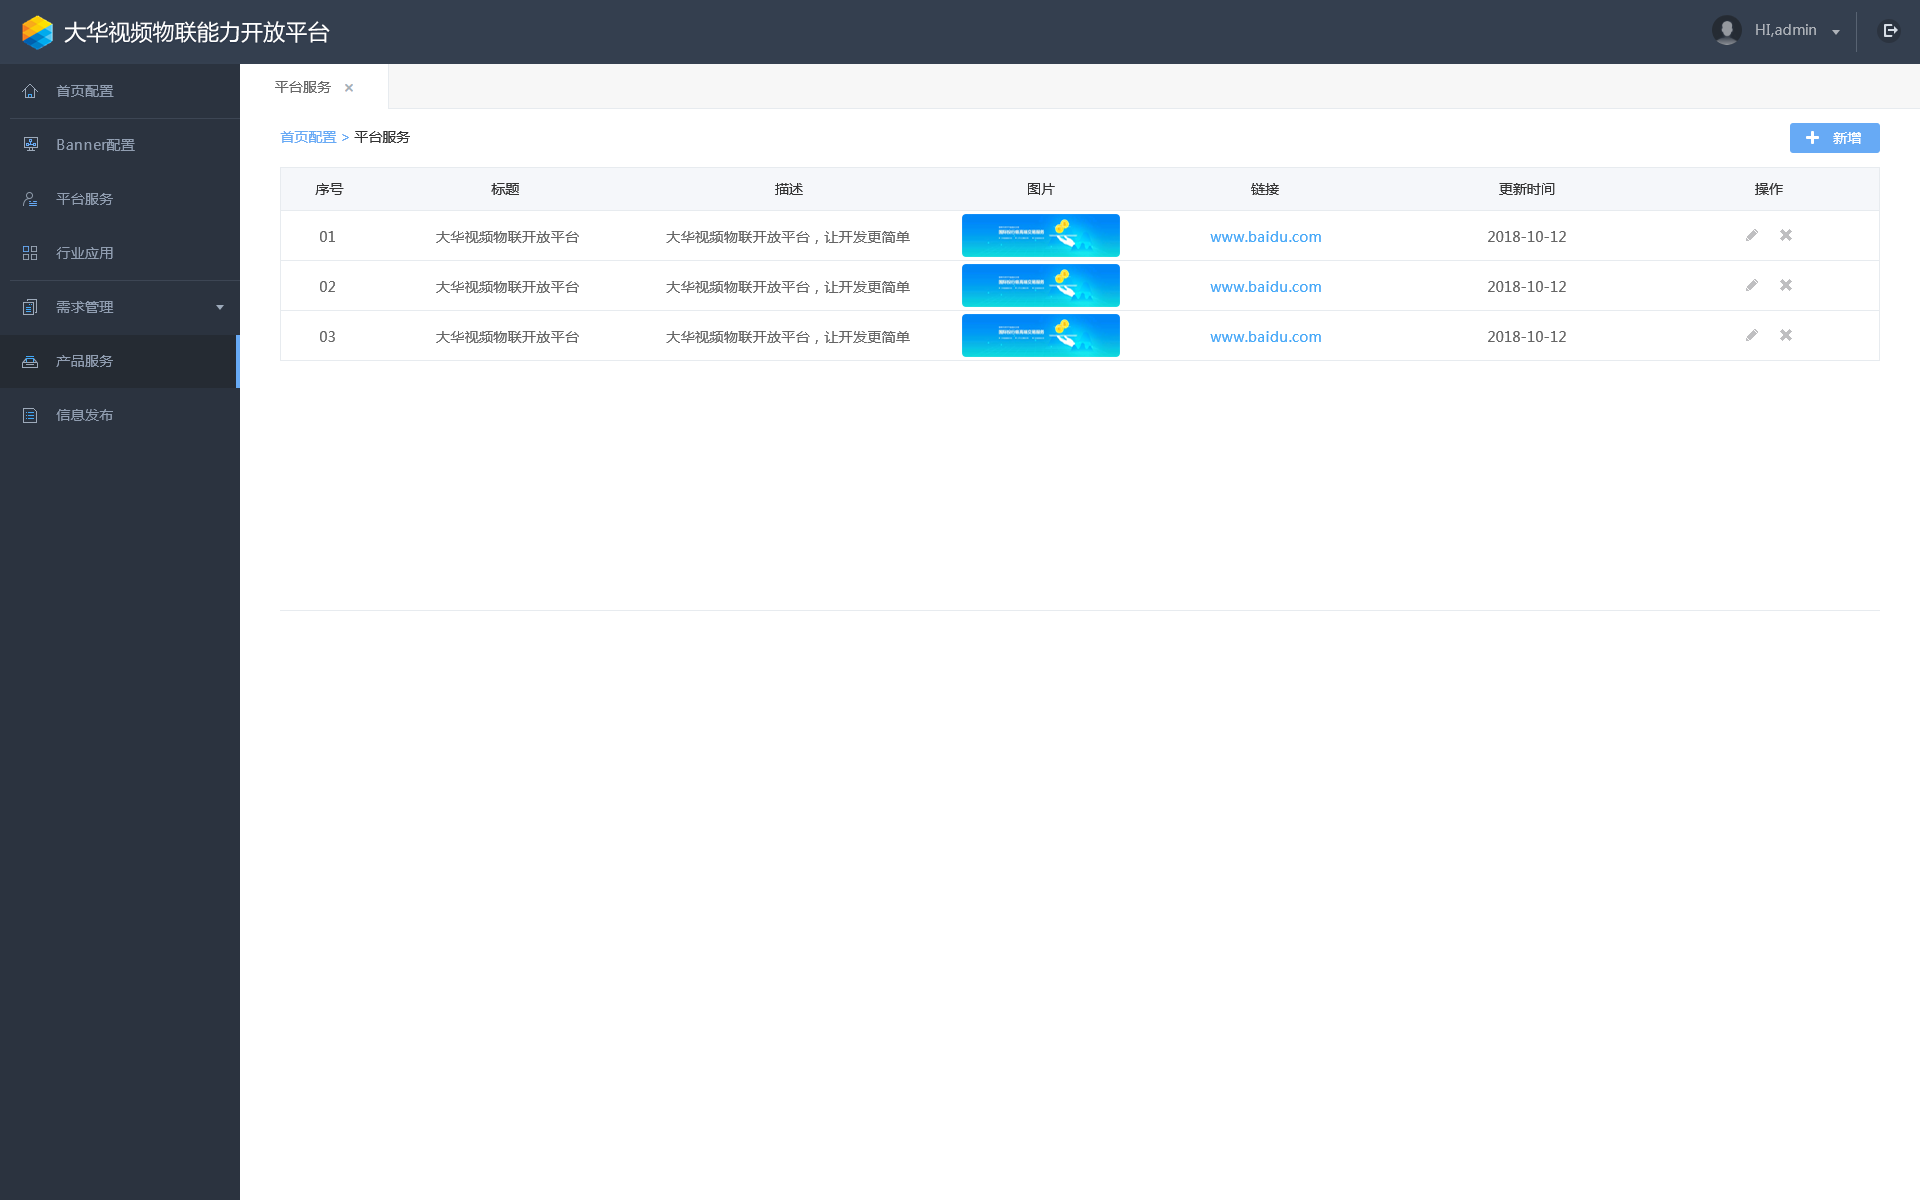 大华视频物联能力开放平台
HI,admin
首页配置
Banner配置
平台服务
行业应用
需求管理
产品服务
信息发布
平台服务
首页配置 > 平台服务
新增
序号 标题 描述 图片 链接 更新时间 操作
01 大华视频物联开放平台 大华视频物联开放平台，让开发更简单 www.baidu.com 2018-10-12
02 大华视频物联开放平台 大华视频物联开放平台，让开发更简单 www.baidu.com 2018-10-12
03 大华视频物联开放平台 大华视频物联开放平台，让开发更简单 www.baidu.com 2018-10-12